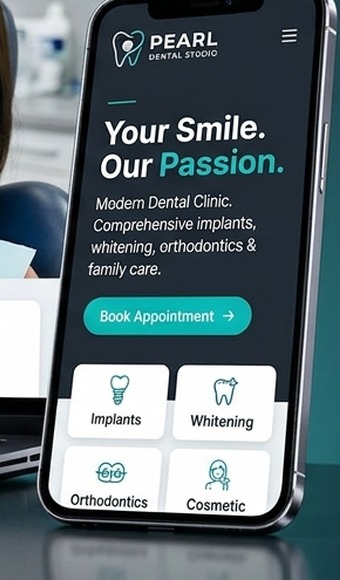 PEARL
DENTAL STODIO
Your Smile.
Our Passion.
Modern Dental Clinic.
Comprehensive implants,
whitening, orthodontics &
family care.
Book Appointment →
Implants
Whitening
Orthodontics
Cosmetic